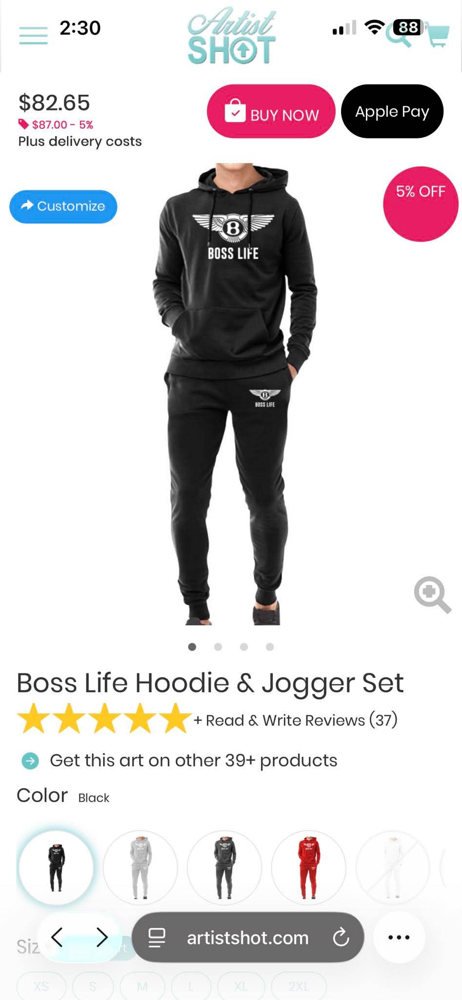 2:30
Artist
SHOT
88
$82.65
$87.00 - 5%
Plus delivery costs
BUY NOW
Apple Pay
Customize
5% OFF
B
BOSS LIFE
B
BOSS LIFE
Boss Life Hoodie & Jogger Set
+ Read & Write Reviews (37)
Get this art on other 39+ products
Color Black
Siz
artistshot.com
XS S M L XL 2XL